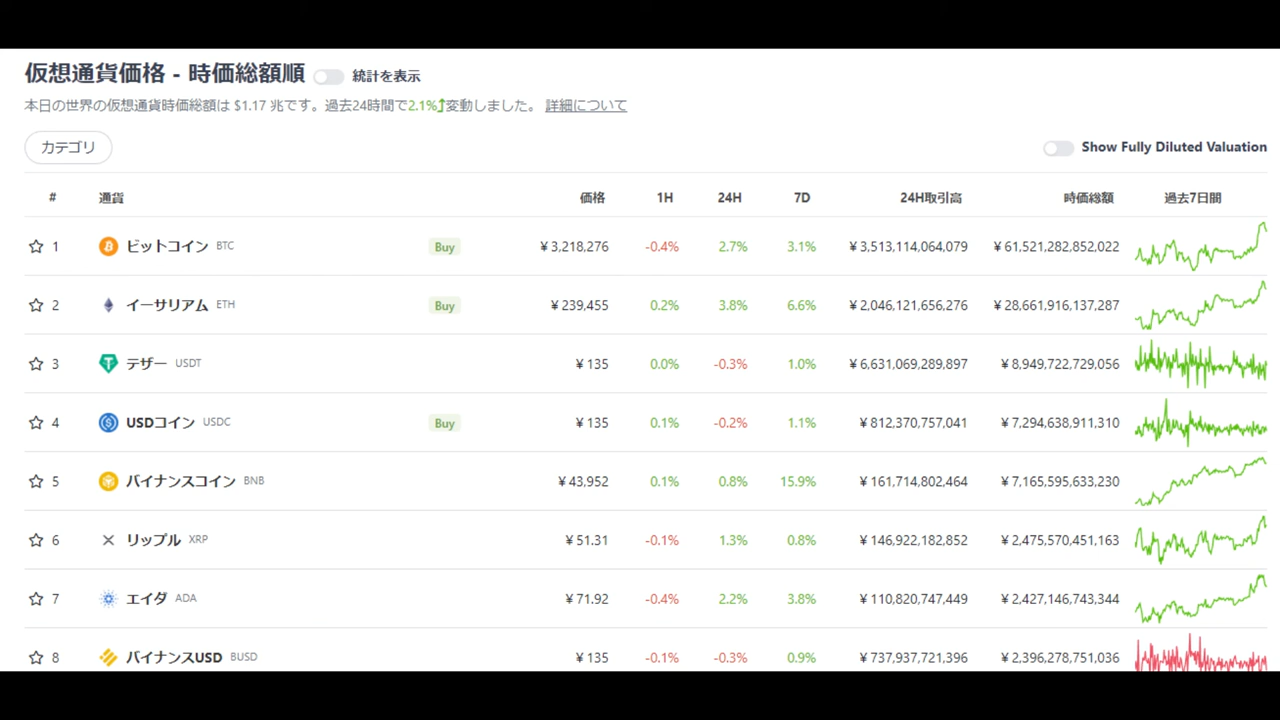 仮想通貨価格 - 時価総額順 統計を表示
本日の世界の仮想通貨時価総額は $1.17 兆です。過去24時間で2.1%変動しました。 詳細について
カテゴリ Show Fully Diluted Valuation
# 通貨 価格 1H 24H 7D 24H取引高 時価総額 過去7日間
1 ビットコイン BTC Buy ¥3,218,276 -0.4% 2.7% 3.1% ¥3,513,114,064,079 ¥61,521,282,852,022
2 イーサリアム ETH Buy ¥239,455 0.2% 3.8% 6.6% ¥2,046,121,656,276 ¥28,661,916,137,287
3 テザー USDT ¥135 0.0% -0.3% 1.0% ¥6,631,069,289,897 ¥8,949,722,729,056
4 USDコイン USDC Buy ¥135 0.1% -0.2% 1.1% ¥812,370,757,041 ¥7,294,638,911,310
5 バイナンスコイン BNB ¥43,952 0.1% 0.8% 15.9% ¥161,714,802,464 ¥7,165,595,633,230
6 リップル XRP ¥51.31 -0.1% 1.3% 0.8% ¥146,922,182,852 ¥2,475,570,451,163
7 エイダ ADA ¥71.92 -0.4% 2.2% 3.8% ¥110,820,747,449 ¥2,427,146,743,344
8 バイナンスUSD BUSD ¥135 -0.1% -0.3% 0.9% ¥737,937,721,396 ¥2,396,278,751,036